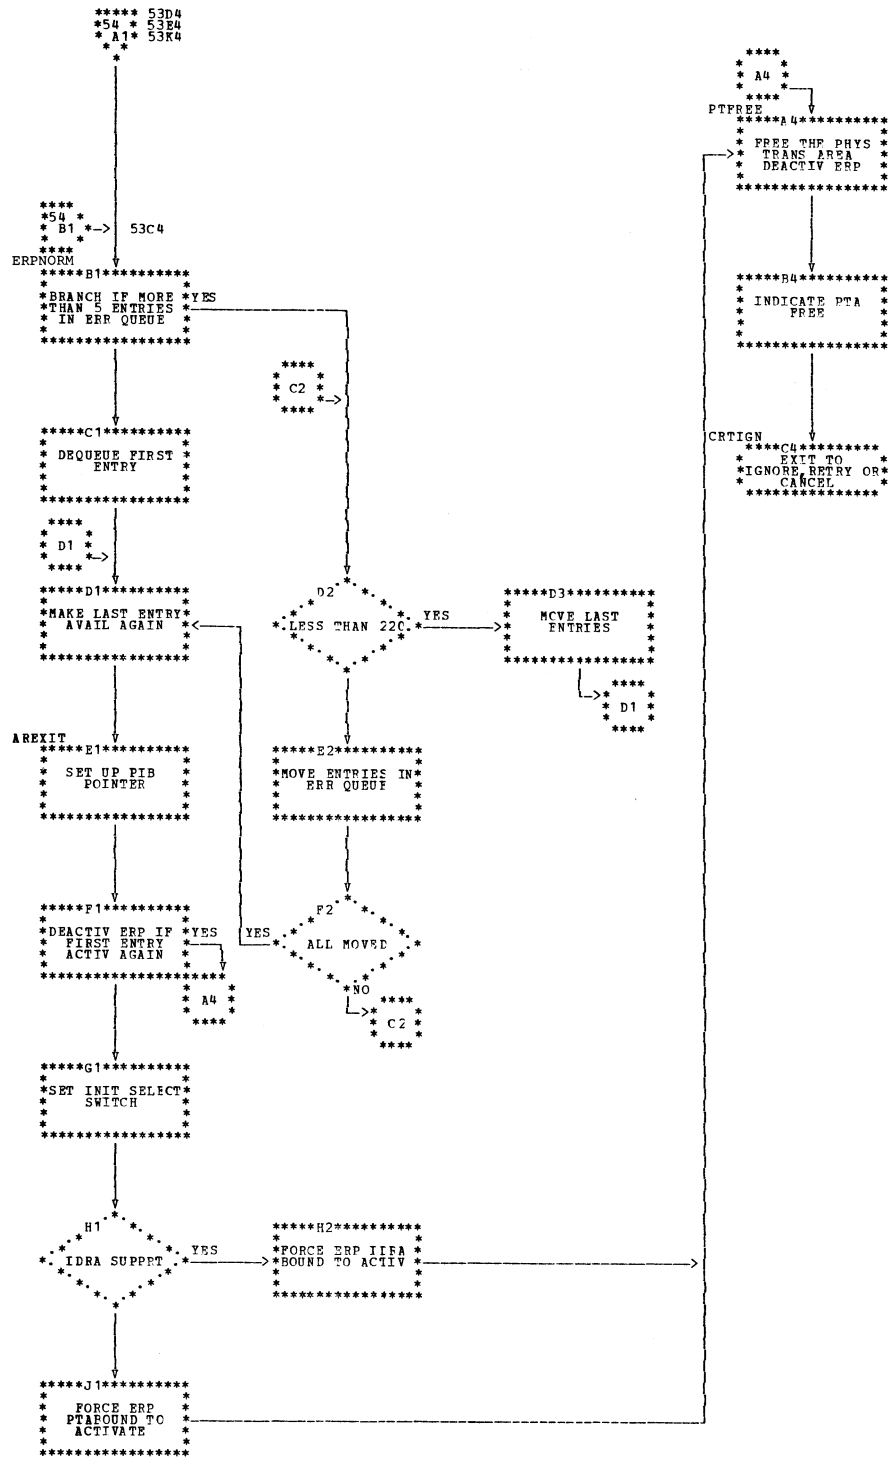 53D4
54 53E4
A1 53K4
54
B1 53C4
ERPNORM
B1
BRANCH IF MORE YES
THAN 5 ENTRIES
IN ERR QUEUE
C2
C1
DEQUEUE FIRST
ENTRY
D1
D1
MAKE LAST ENTRY
AVAIL AGAIN
D2
LESS THAN 220 YES
D3
MOVE LAST
ENTRIES
D1
AREXIT
E1
SET UP PIB
POINTER
E2
MOVE ENTRIES IN
ERR QUEUE
F1
DEACTIV ERP IF YES
FIRST ENTRY
ACTIV AGAIN
A4
F2
YES
ALL MOVED
NO
C2
G1
SET INIT SELECT
SWITCH
H1
IDRA SUPPRT YES
H2
FORCE ERP IIRA
BOUND TO ACTIV
J1
FORCE ERP
PTABOUND TO
ACTIVATE
A4
PTFREE
A4
FREE THE PHYS
TRANS AREA
DEACTIV ERP
B4
INDICATE PTA
FREE
CRTIGN
C4
EXIT TO
IGNORE,RETRY OR
CANCEL